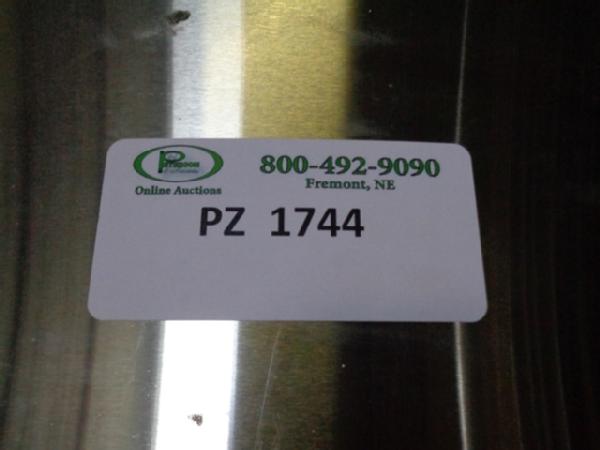 800-492-9090
Fremont, NE
Online Auctions
PZ 1744